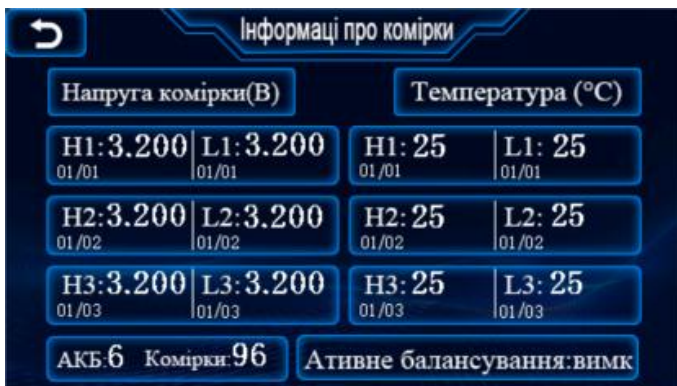 Інформаці про комірки
Напруга комірки(В) Температура (°C)
H1:3.200 L1:3.200 H1:25 L1: 25
01/01 01/01 01/01 01/01
H2:3.200 L2:3.200 H2:25 L2: 25
01/02 01/02 01/02 01/02
H3:3.200 L3:3.200 H3:25 L3:25
01/03 01/03 01/03 01/03
АКБ:6 Комірки:96 Ативне балансування:вимк